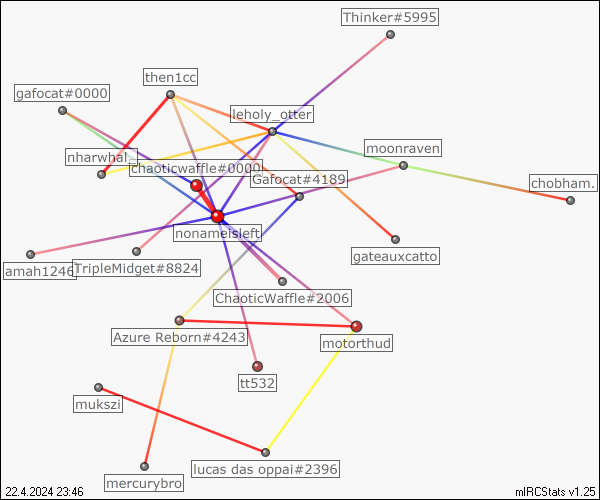 Thinker#5995
then1cc
gafocat#0000
leholy_otter
moonraven
nharwhal_
chaoticwaffle#0000
Gafocat#4189
chobham.
nonameisleft
gateauxcatto
amah1246
TripleMidget#8824
ChaoticWaffle#2006
Azure Reborn#4243
motorthud
tt532
mukszi
lucas das oppai#2396
mercurybro
22.4.2024 23:46
mIRCStats v1.25